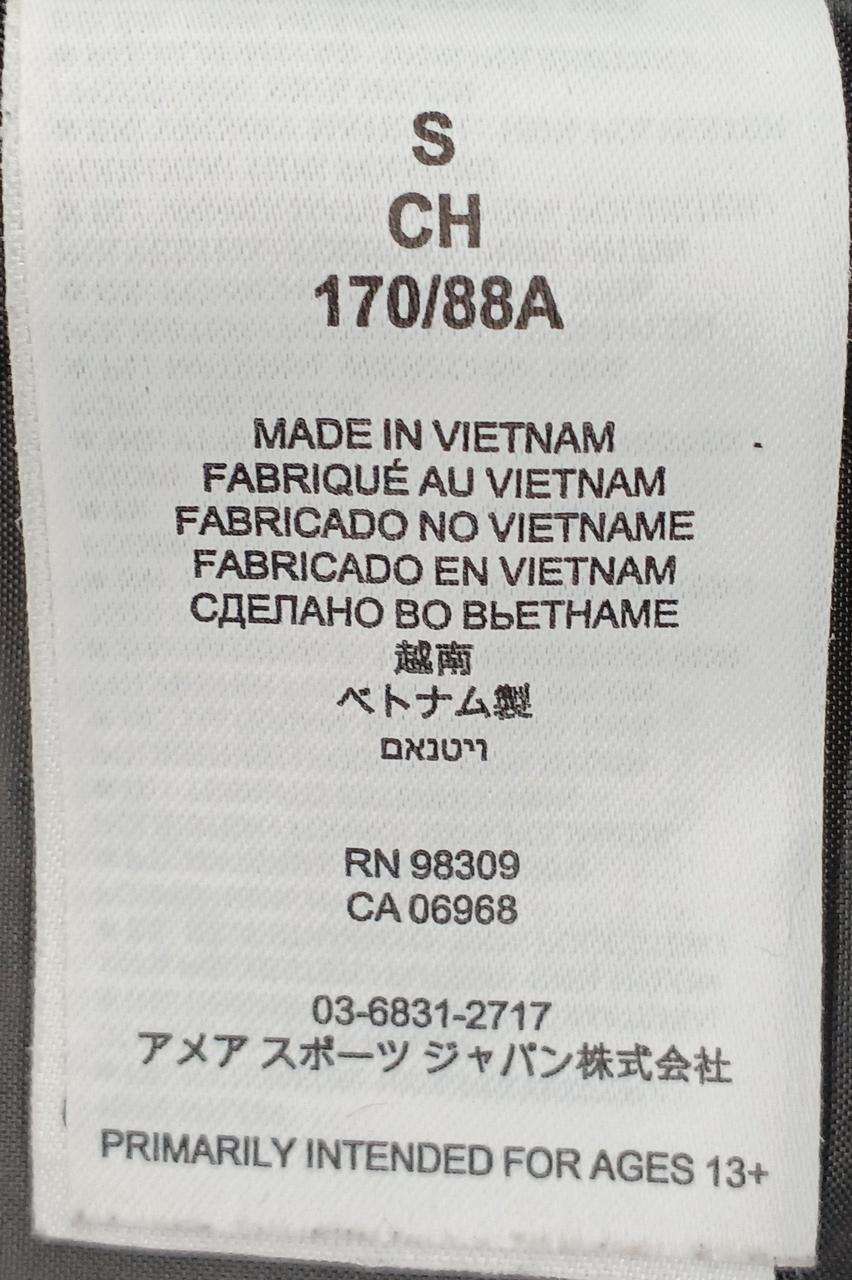 S
CH
170/88A
MADE IN VIETNAM
FABRIQUÉ AU VIETNAM
FABRICADO NO VIETNAME
FABRICADO EN VIETNAM
СДЕЛАНО ВО ВЬЕТНАМЕ
越南
ベトナム製
ויטנאם
RN 98309
CA 06968
03-6831-2717
アメア スポーツ ジャパン株式会社
PRIMARILY INTENDED FOR AGES 13+